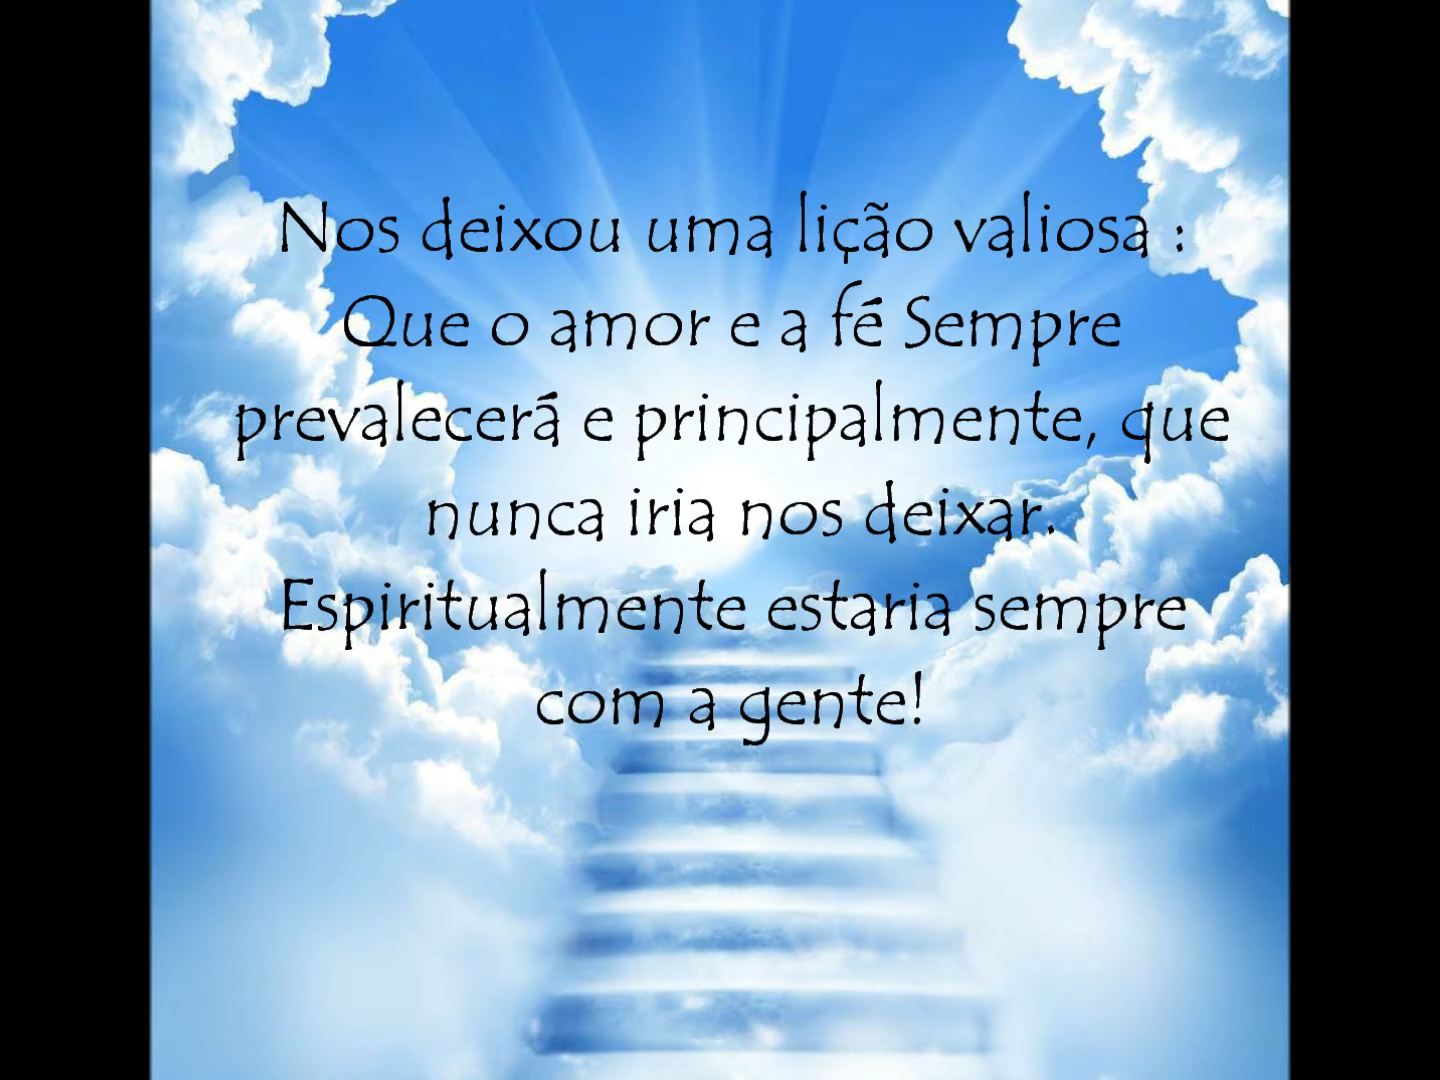 Nos deixou uma lição valiosa :
Que o amor e a fé Sempre
prevalecerá e principalmente, que
nunca iria nos deixar.
Espiritualmente estaria sempre
com a gente!